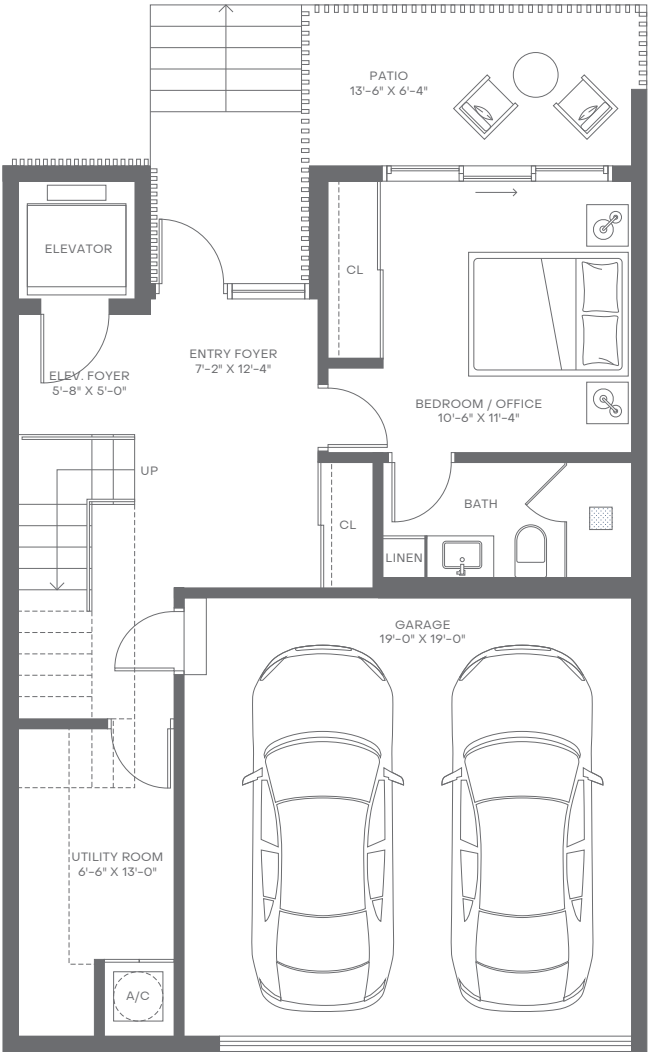 PATIO
13'-6" X 6'-4"
ELEVATOR
CL
ENTRY FOYER
7'-2" X 12'-4"
ELEV. FOYER
5'-8" X 5'-0"
BEDROOM / OFFICE
10'-6" X 11'-4"
UP
BATH
CL
LINEN
GARAGE
19'-0" X 19'-0"
UTILITY ROOM
6'-6" X 13'-0"
A/C